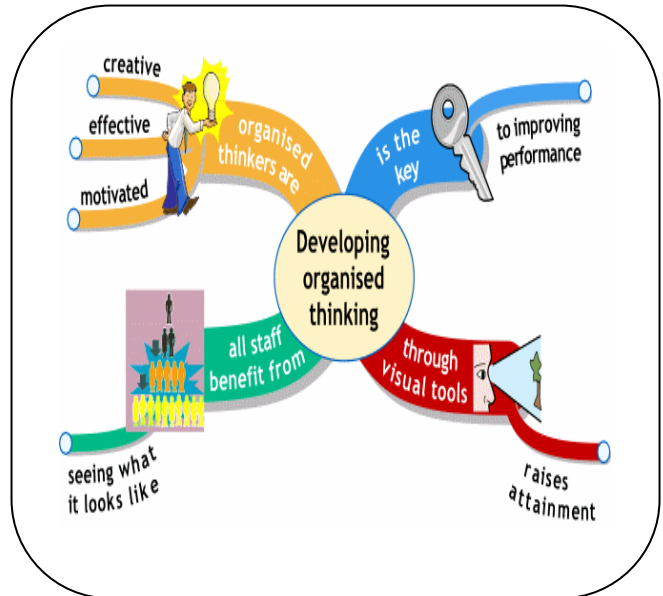 Developing
organised
thinking
is the
key
to improving
performance
through
visual tools
raises
attainment
all staff
benefit from
seeing what
it looks like
organised
thinkers are
creative
effective
motivated